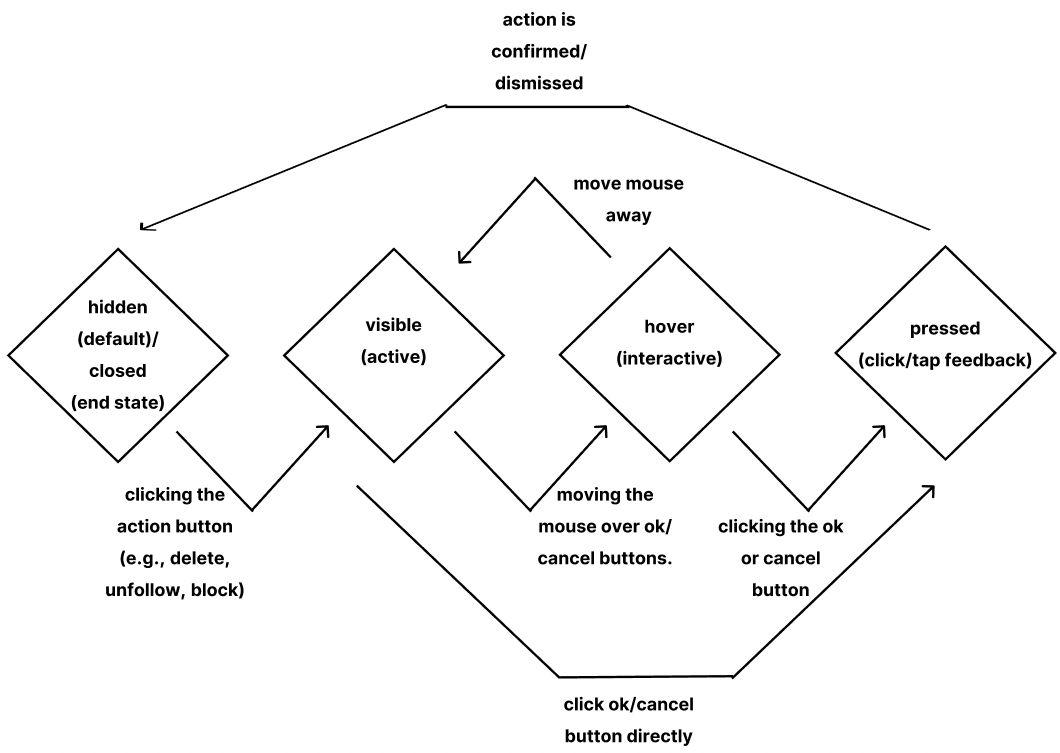 action is
confirmed/
dismissed
move mouse
away
hidden
(default)/
closed
(end state)
visible
(active)
hover
(interactive)
pressed
(click/tap feedback)
clicking the
action button
(e.g., delete,
unfollow, block)
moving the
mouse over ok/
cancel buttons.
clicking the ok
or cancel
button
click ok/cancel
button directly